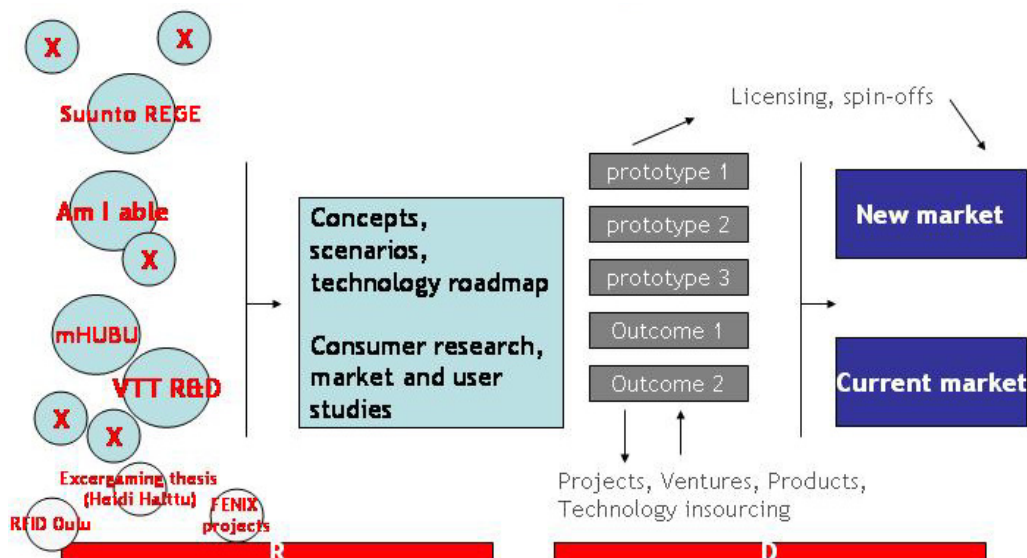 X
X
Suunto REGE
Am I able
X
mHUBU
VTT R&D
X
X
Excergaming thesis
(Heidi Halttu)
RFID Oulu
FENIX
projects
R
Concepts,
scenarios,
technology roadmap
Consumer research,
market and user
studies
prototype 1
prototype 2
prototype 3
Outcome 1
Outcome 2
Licensing, spin-offs
Projects, Ventures, Products,
Technology insourcing
D
New market
Current market